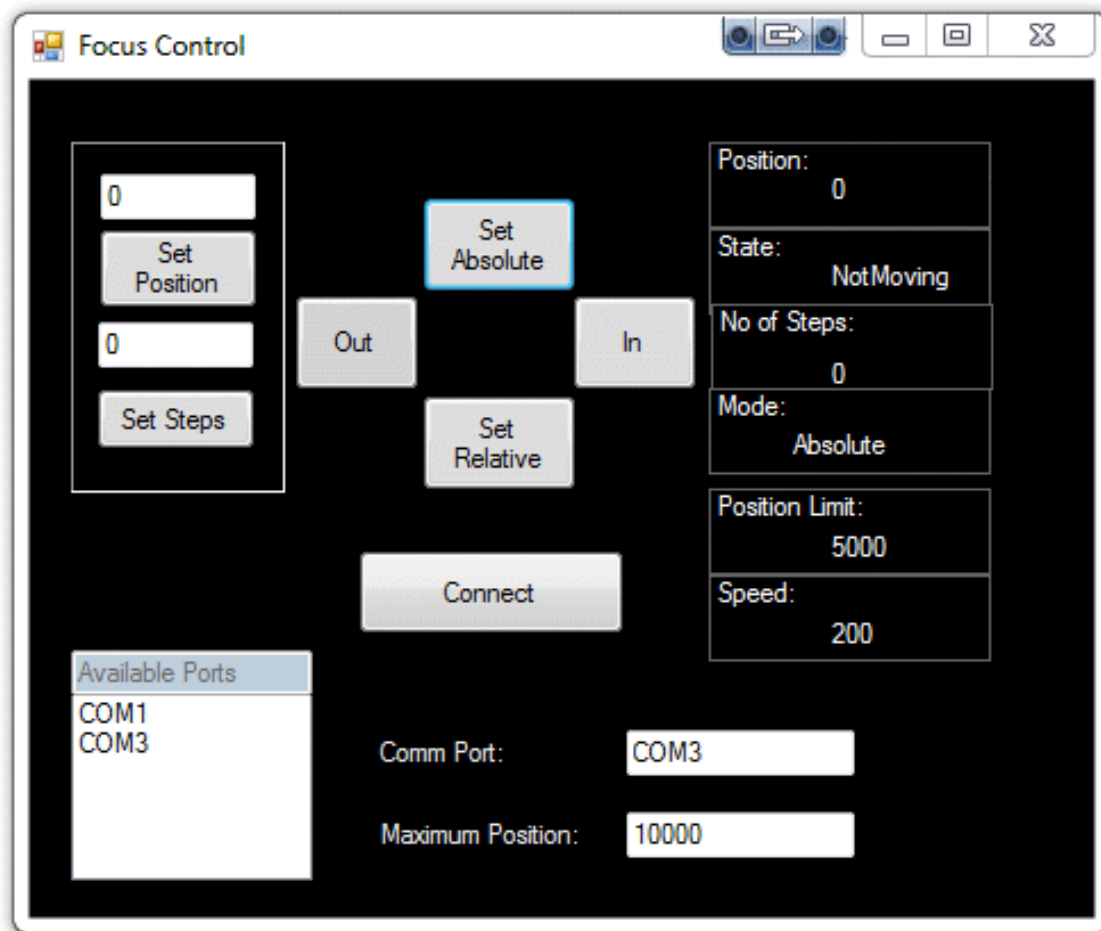 Focus Control
0
Set
Position
0
Set Steps
Set
Absolute
Out
In
Set
Relative
Connect
Position:
0
State:
NotMoving
No of Steps:
0
Mode:
Absolute
Position Limit:
5000
Speed:
200
Available Ports
COM1
COM3
Comm Port:
COM3
Maximum Position:
10000